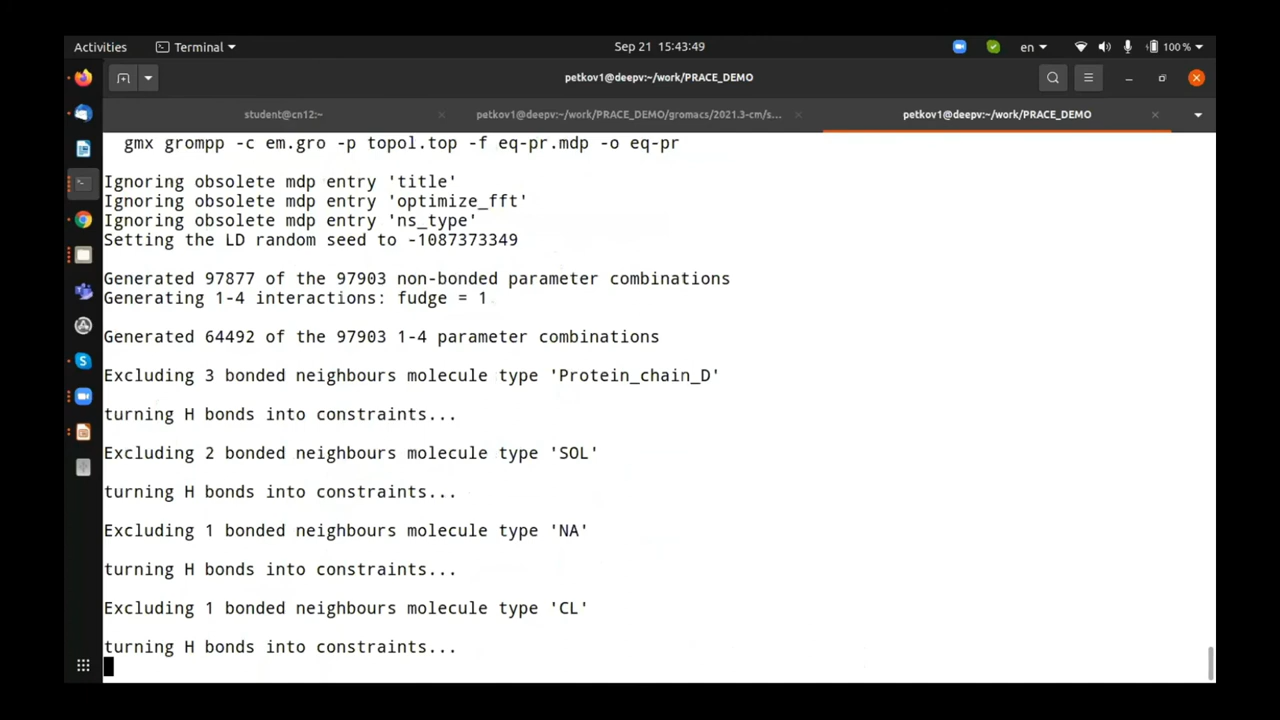 Activities
Terminal
Sep 21 15:43:49
en
100 %
petkov1@deepv:~/work/PRACE_DEMO
student@cn12:~
petkov1@deepv:~/work/PRACE_DEMO/gromacs/2021.3-cm/s...
petkov1@deepv:~/work/PRACE_DEMO
gmx grompp -c em.gro -p topol.top -f eq-pr.mdp -o eq-pr
Ignoring obsolete mdp entry 'title'
Ignoring obsolete mdp entry 'optimize_fft'
Ignoring obsolete mdp entry 'ns_type'
Setting the LD random seed to -1087373349
Generated 97877 of the 97903 non-bonded parameter combinations
Generating 1-4 interactions: fudge = 1
Generated 64492 of the 97903 1-4 parameter combinations
Excluding 3 bonded neighbours molecule type 'Protein_chain_D'
turning H bonds into constraints...
Excluding 2 bonded neighbours molecule type 'SOL'
turning H bonds into constraints...
Excluding 1 bonded neighbours molecule type 'NA'
turning H bonds into constraints...
Excluding 1 bonded neighbours molecule type 'CL'
turning H bonds into constraints...